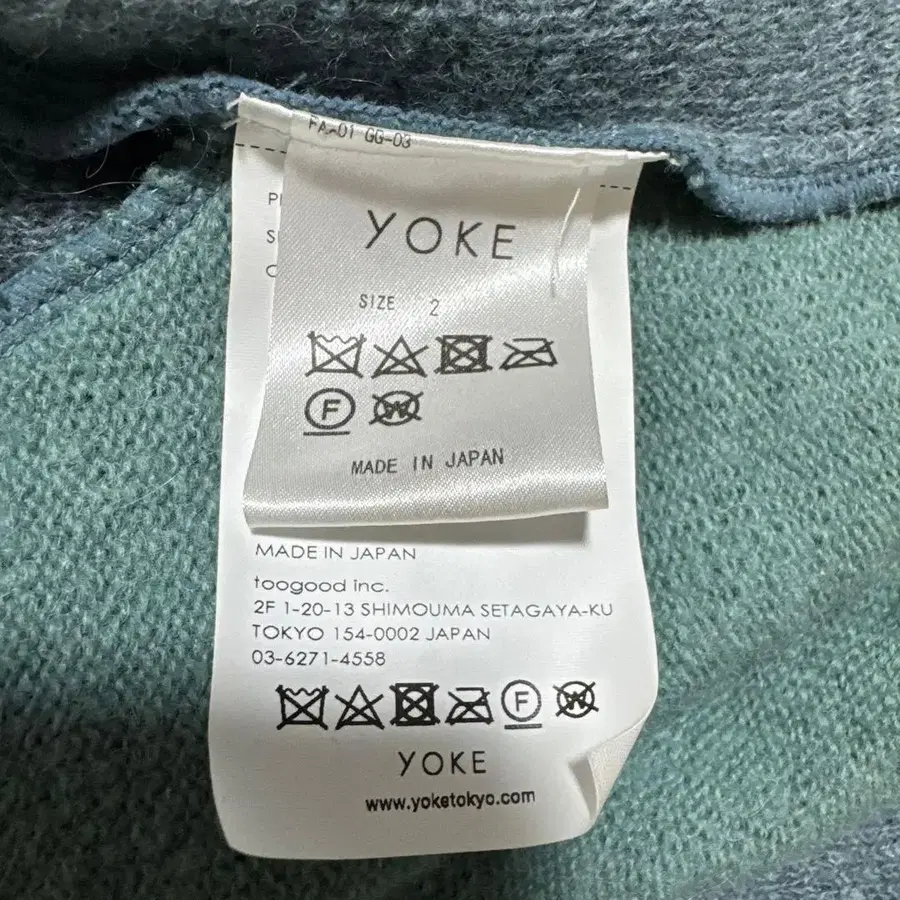 PA-01 GG-03
YOKE
SIZE 2
F W
MADE IN JAPAN
MADE IN JAPAN
toogood inc.
2F 1-20-13 SHIMOUMA SETAGAYA-KU
TOKYO 154-0002 JAPAN
03-6271-4558
F W
YOKE
www.yoketokyo.com